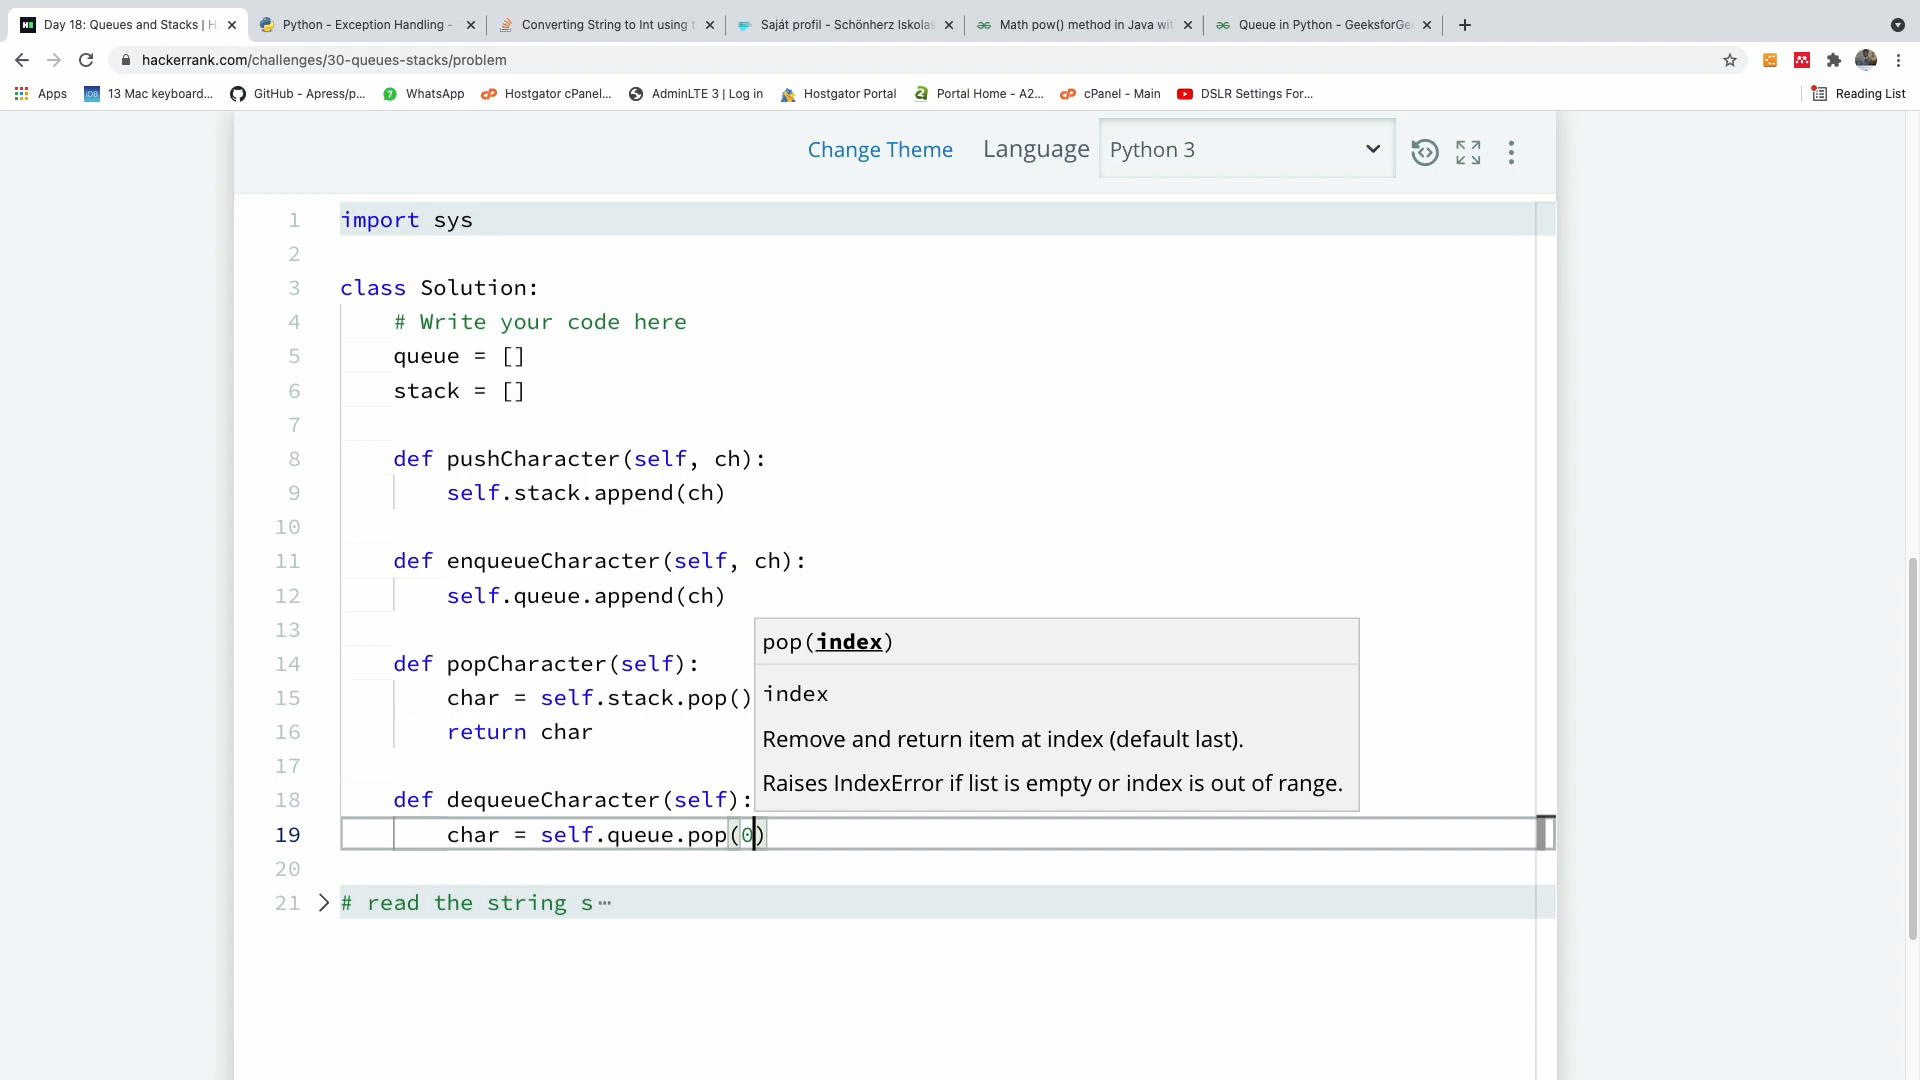 Day 18: Queues and Stacks | H
Python - Exception Handling -
Converting String to Int using t
Saját profil - Schönherz Iskolas
Math pow() method in Java wit
Queue in Python - GeeksforGe
hackerrank.com/challenges/30-queues-stacks/problem
Apps
13 Mac keyboard...
GitHub - Apress/p...
WhatsApp
Hostgator cPanel...
AdminLTE 3 | Log in
Hostgator Portal
Portal Home - A2...
cPanel - Main
DSLR Settings For...
Reading List
Change Theme
Language
Python 3
1 import sys
2
3 class Solution:
4 # Write your code here
5 queue = []
6 stack = []
7
8 def pushCharacter(self, ch):
9 self.stack.append(ch)
10
11 def enqueueCharacter(self, ch):
12 self.queue.append(ch)
13
14 def popCharacter(self):
15 char = self.stack.pop()
16 return char
17
18 def dequeueCharacter(self):
19 char = self.queue.pop(0)
20
21 # read the string s
pop(index)
index
Remove and return item at index (default last).
Raises IndexError if list is empty or index is out of range.